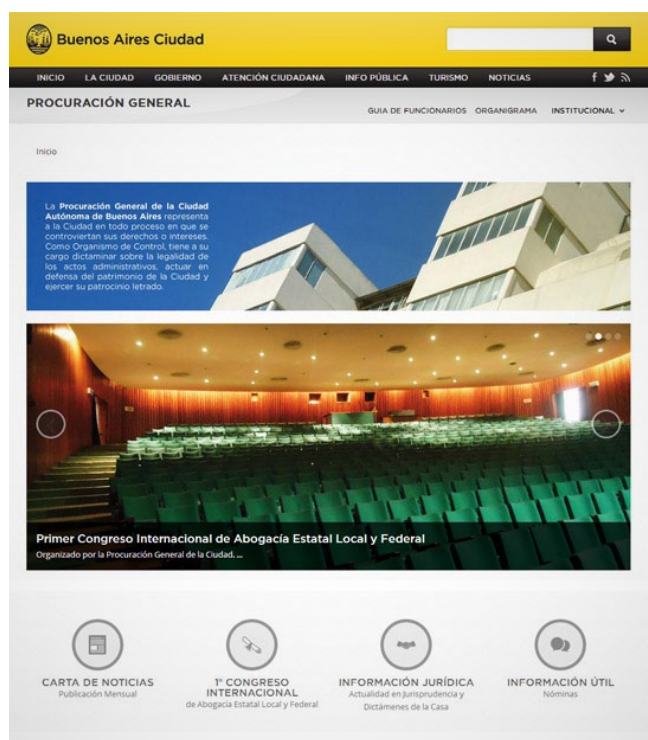 Buenos Aires Ciudad
INICIO LA CIUDAD GOBIERNO ATENCIÓN CIUDADANA INFO PÚBLICA TURISMO NOTICIAS
PROCURACIÓN GENERAL
GUIA DE FUNCIONARIOS ORGANIGRAMA INSTITUCIONAL
Inicio
La Procuración General de la Ciudad
Autónoma de Buenos Aires representa
a la Ciudad en todo proceso en que se
controviertan sus derechos o intereses.
Como Organismo de Control, tiene a su
cargo dictaminar sobre la legalidad de
los actos administrativos, actuar en
defensa del patrimonio de la Ciudad y
ejercer su patrocinio letrado.
Primer Congreso Internacional de Abogacía Estatal Local y Federal
Organizado por la Procuración General de la Ciudad. ...
CARTA DE NOTICIAS
Publicación Mensual
1° CONGRESO
INTERNACIONAL
de Abogacía Estatal Local y Federal
INFORMACIÓN JURÍDICA
Actualidad en Jurisprudencia y
Dictámenes de la Casa
INFORMACIÓN ÚTIL
Nóminas